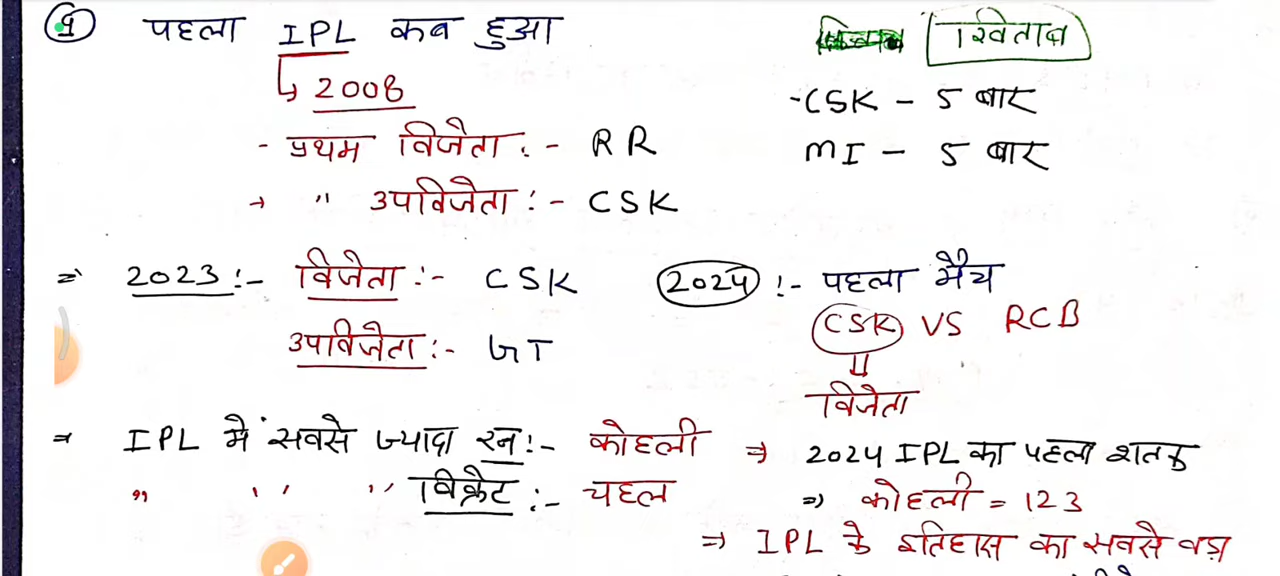 ① पहला IPL कब हुआ
↳ 2008
- प्रथम विजेता :- RR
→ " उपविजेता :- CSK
खिताब
- CSK - 5 बार
MI - 5 बार
⇒ 2023 :- विजेता :- CSK
उपविजेता :- GT
2024 :- पहला मैच
CSK VS RCB
विजेता
⇒ IPL में सबसे ज्यादा रन :- कोहली
" " " विकेट :- चहल
⇒ 2024 IPL का पहला शतक
⇒ कोहली = 123
⇒ IPL के इतिहास का सबसे बड़ा